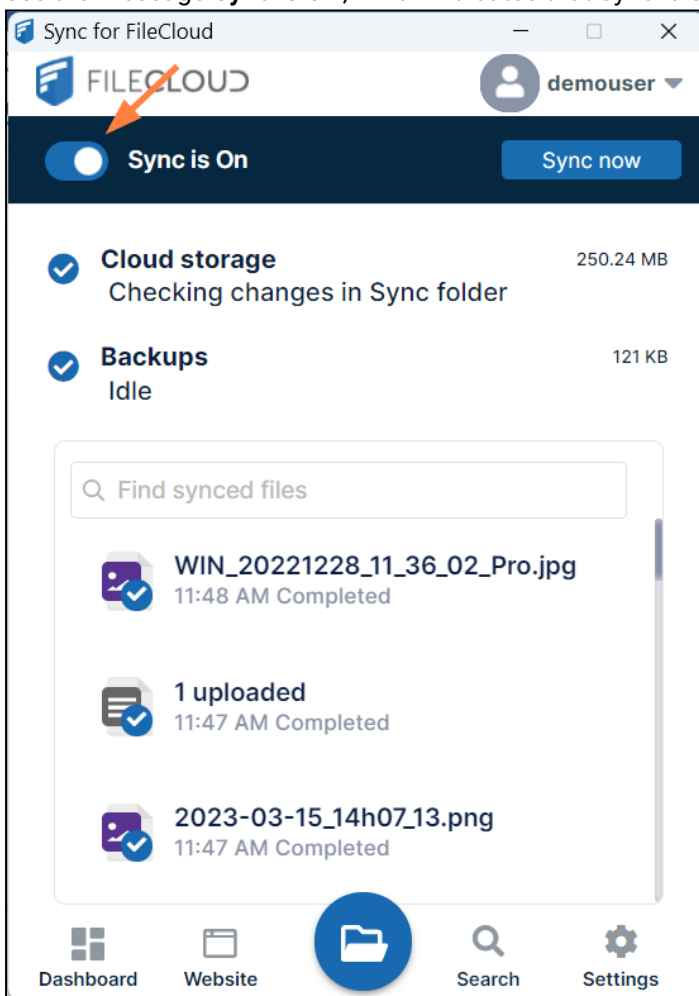 Sync for FileCloud
FILECLOUD
demouser
Sync is On
Sync now
Cloud storage
250.24 MB
Checking changes in Sync folder
Backups
121 KB
Idle
Find synced files
WIN_20221228_11_36_02_Pro.jpg
11:48 AM Completed
1 uploaded
11:47 AM Completed
2023-03-15_14h07_13.png
11:47 AM Completed
Dashboard
Website
Search
Settings